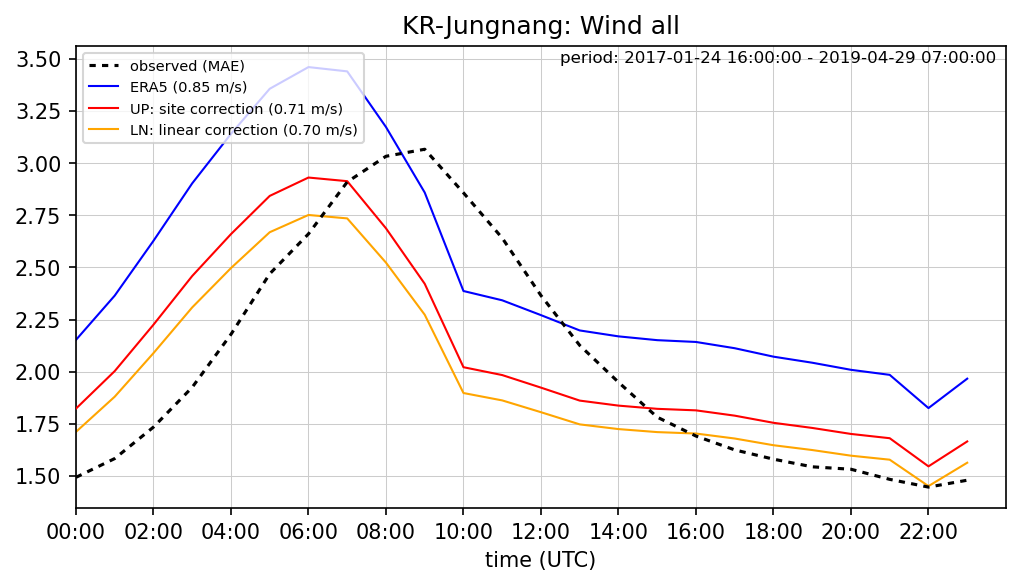 KR-Jungnang: Wind all
period: 2017-01-24 16:00:00 - 2019-04-29 07:00:00
observed (MAE)
ERA5 (0.85 m/s)
UP: site correction (0.71 m/s)
LN: linear correction (0.70 m/s)
3.50
3.25
3.00
2.75
2.50
2.25
2.00
1.75
1.50
00:00 02:00 04:00 06:00 08:00 10:00 12:00 14:00 16:00 18:00 20:00 22:00
time (UTC)